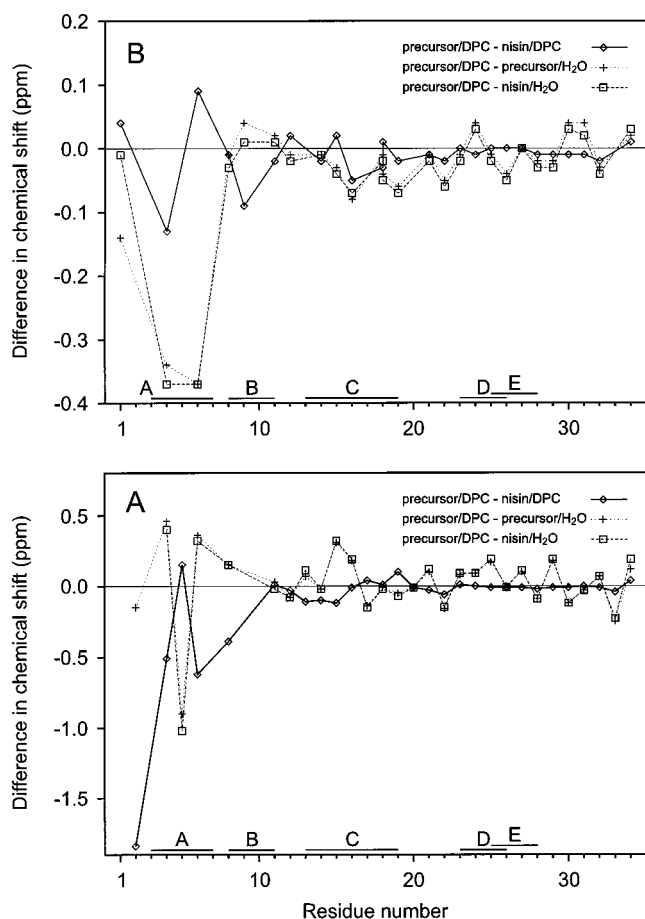 B
precursor/DPC - nisin/DPC
precursor/DPC - precursor/H₂O
precursor/DPC - nisin/H₂O
Difference in chemical shift (ppm)
0.2
0.1
0.0
-0.1
-0.2
-0.3
-0.4
A
B
C
D
E
1
10
20
30
A
precursor/DPC - nisin/DPC
precursor/DPC - precursor/H₂O
precursor/DPC - nisin/H₂O
Difference in chemical shift (ppm)
0.5
0.0
-0.5
-1.0
-1.5
A
B
C
D
E
1
10
20
30
Residue number